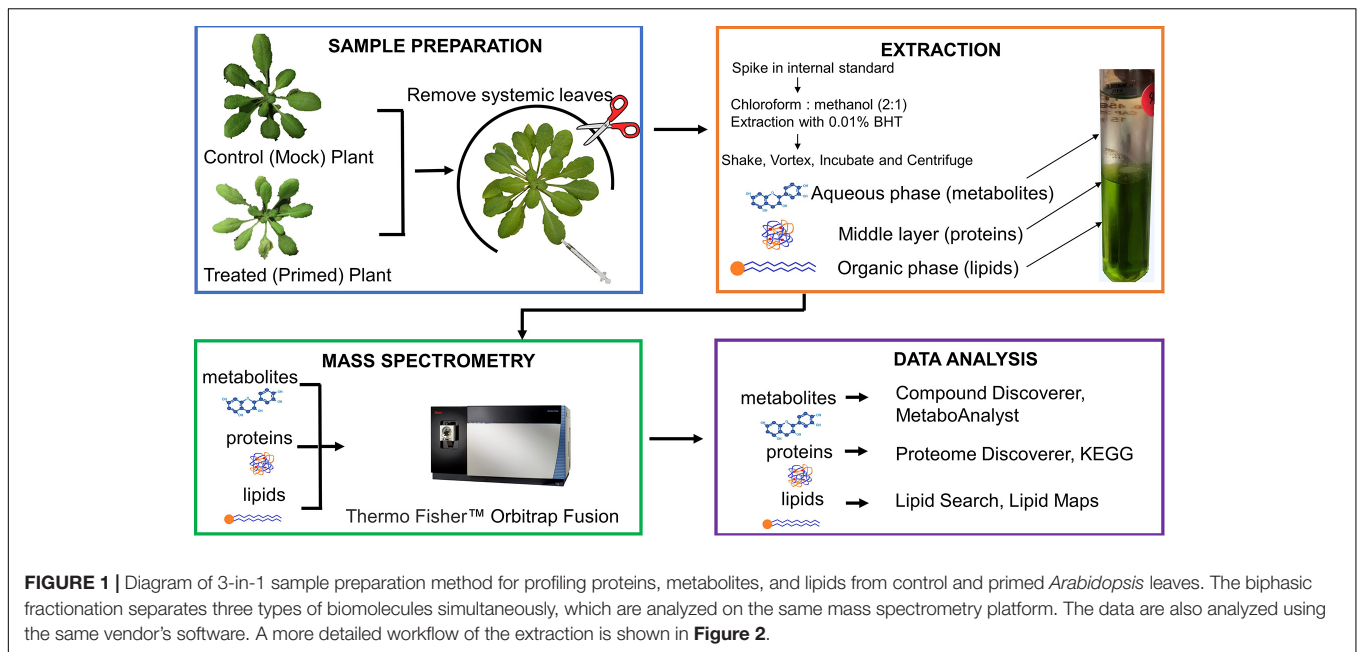 SAMPLE PREPARATION
Control (Mock) Plant
Treated (Primed) Plant
Remove systemic leaves
EXTRACTION
Spike in internal standard
Chloroform : methanol (2:1)
Extraction with 0.01% BHT
Shake, Vortex, Incubate and Centrifuge
Aqueous phase (metabolites)
Middle layer (proteins)
Organic phase (lipids)
MASS SPECTROMETRY
metabolites
proteins
lipids
Thermo Fisher™ Orbitrap Fusion
DATA ANALYSIS
metabolites
Compound Discoverer,
MetaboAnalyst
proteins
Proteome Discoverer, KEGG
lipids
Lipid Search, Lipid Maps
FIGURE 1 | Diagram of 3-in-1 sample preparation method for profiling proteins, metabolites, and lipids from control and primed Arabidopsis leaves. The biphasic
fractionation separates three types of biomolecules simultaneously, which are analyzed on the same mass spectrometry platform. The data are also analyzed using
the same vendor's software. A more detailed workflow of the extraction is shown in Figure 2.